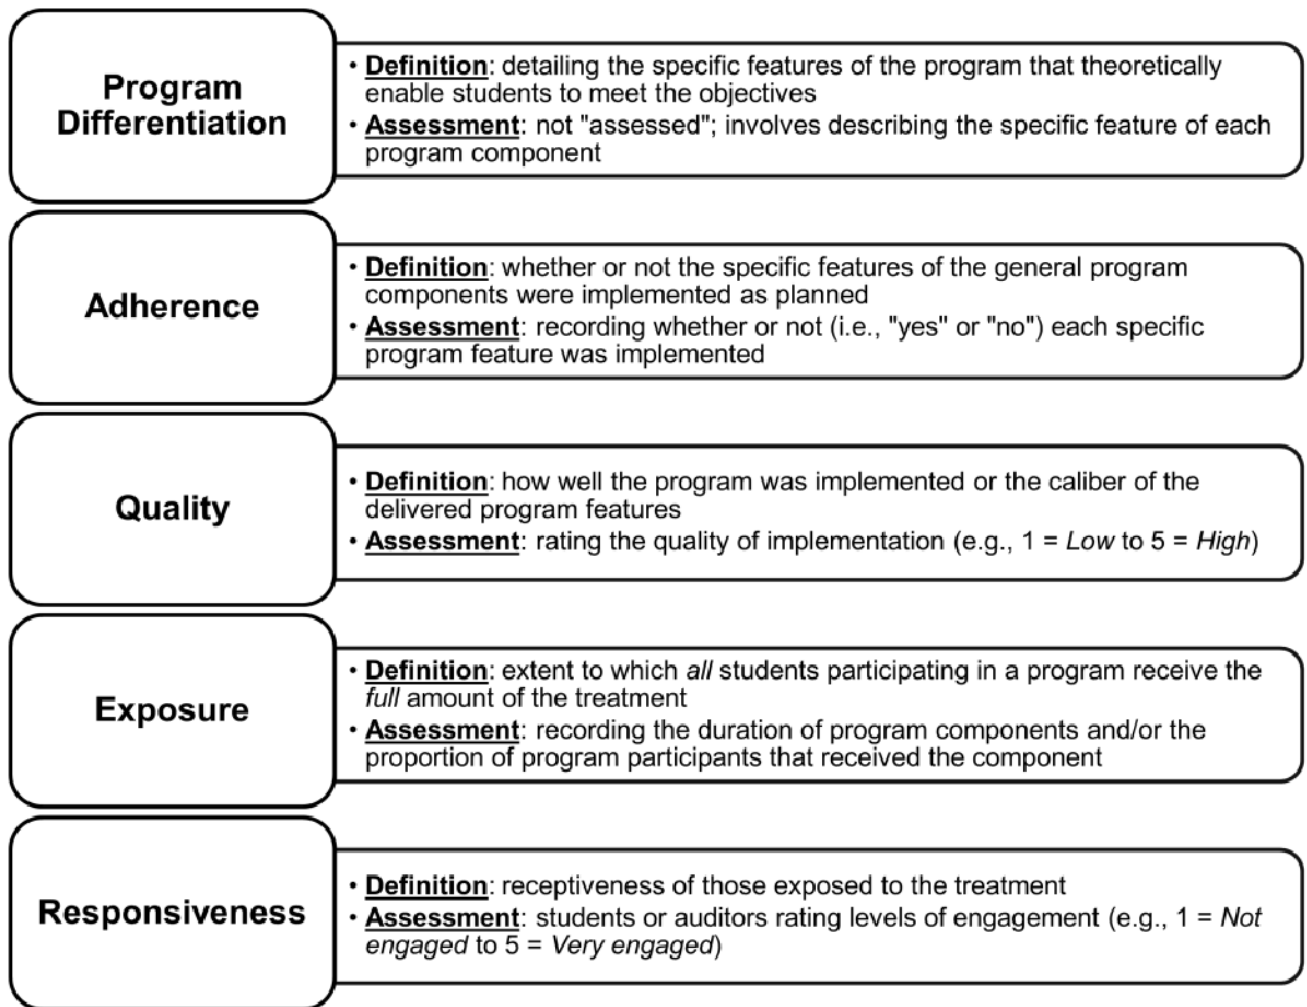 Program
Differentiation
• Definition: detailing the specific features of the program that theoretically
enable students to meet the objectives
• Assessment: not "assessed"; involves describing the specific feature of each
program component
Adherence
• Definition: whether or not the specific features of the general program
components were implemented as planned
• Assessment: recording whether or not (i.e., "yes" or "no") each specific
program feature was implemented
Quality
• Definition: how well the program was implemented or the caliber of the
delivered program features
• Assessment: rating the quality of implementation (e.g., 1 = Low to 5 = High)
Exposure
• Definition: extent to which all students participating in a program receive the
full amount of the treatment
• Assessment: recording the duration of program components and/or the
proportion of program participants that received the component
Responsiveness
• Definition: receptiveness of those exposed to the treatment
• Assessment: students or auditors rating levels of engagement (e.g., 1 = Not
engaged to 5 = Very engaged)